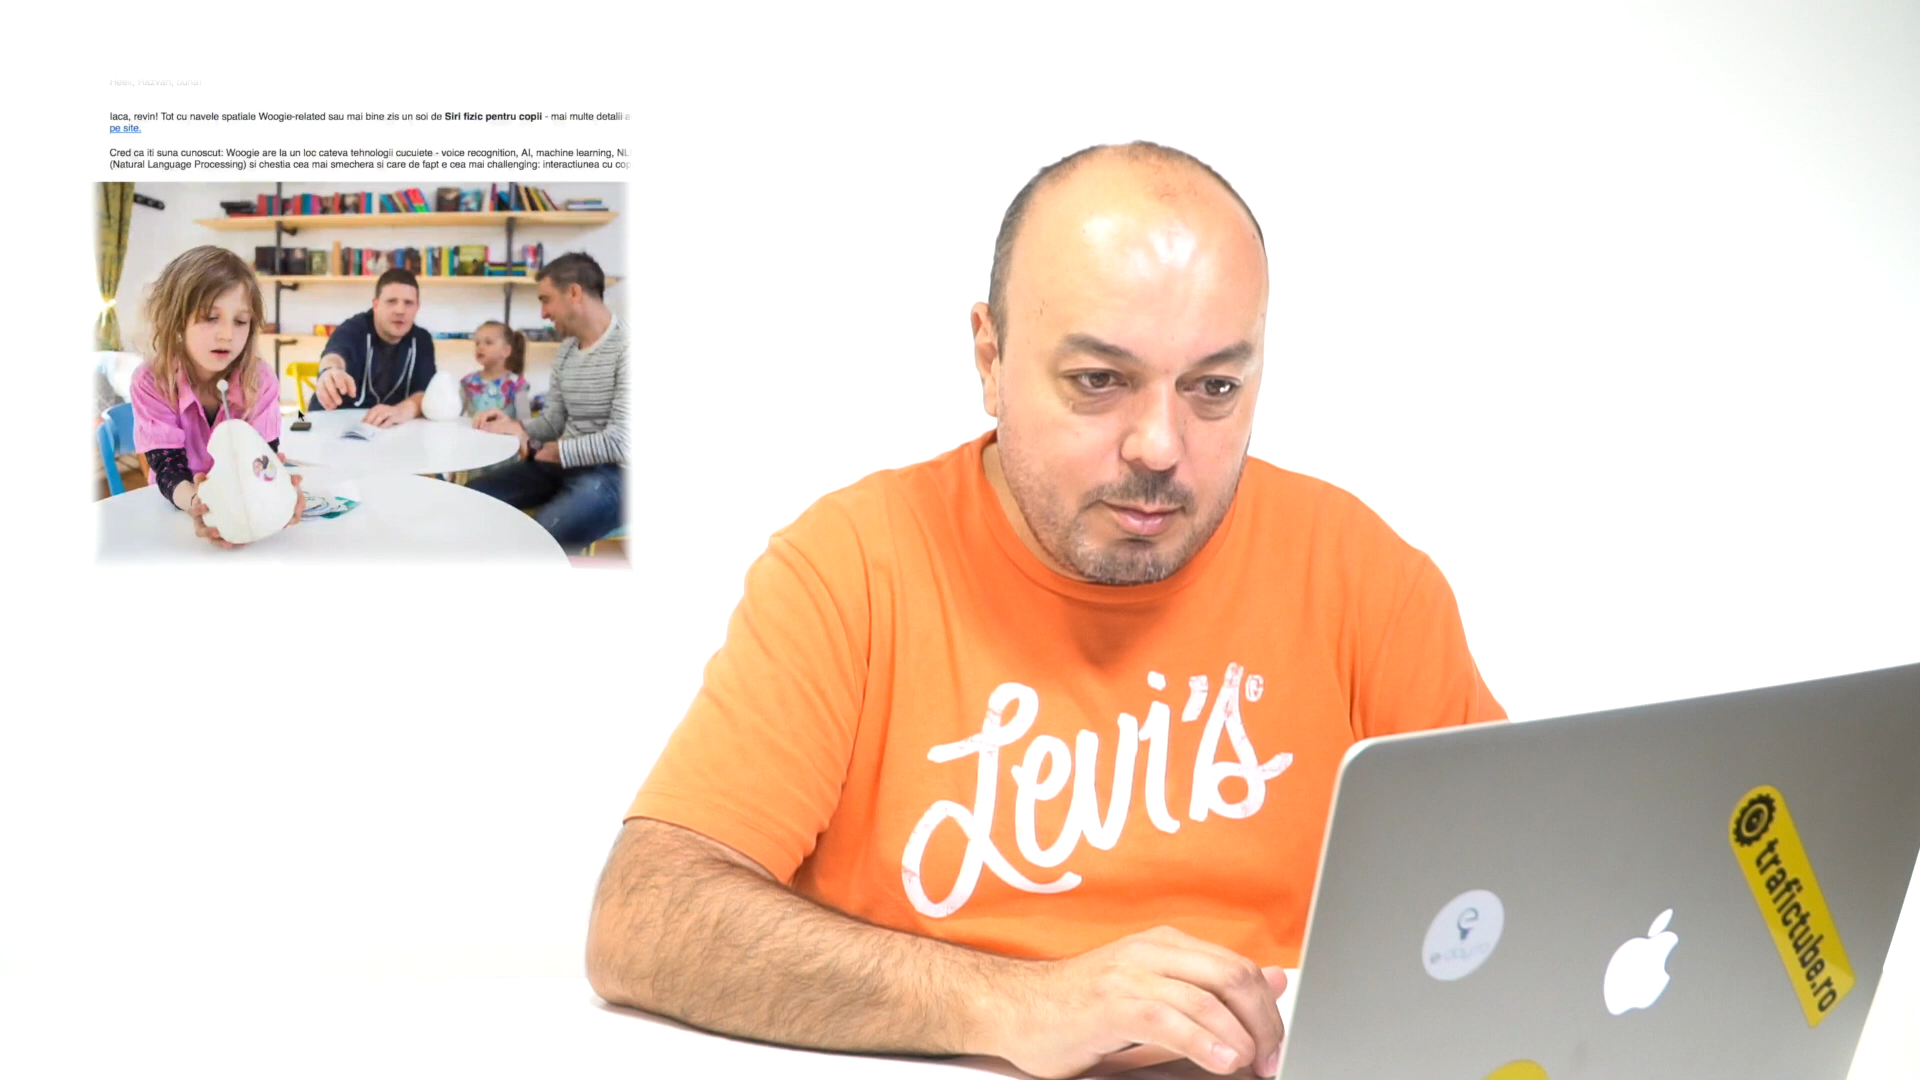 Iaca, revin! Tot cu navele spatiale Woogie-related sau mai bine zis un soi de Siri fizic pentru copii - mai multe detalii a
pe site.
Cred ca iti suna cunoscut: Woogie are la un loc cateva tehnologii cucuiete - voice recognition, AI, machine learning, NL
(Natural Language Processing) si chestia cea mai smechera si care de fapt e cea mai challenging: interactiunea cu cop
Levi's
trafictube.ro
e